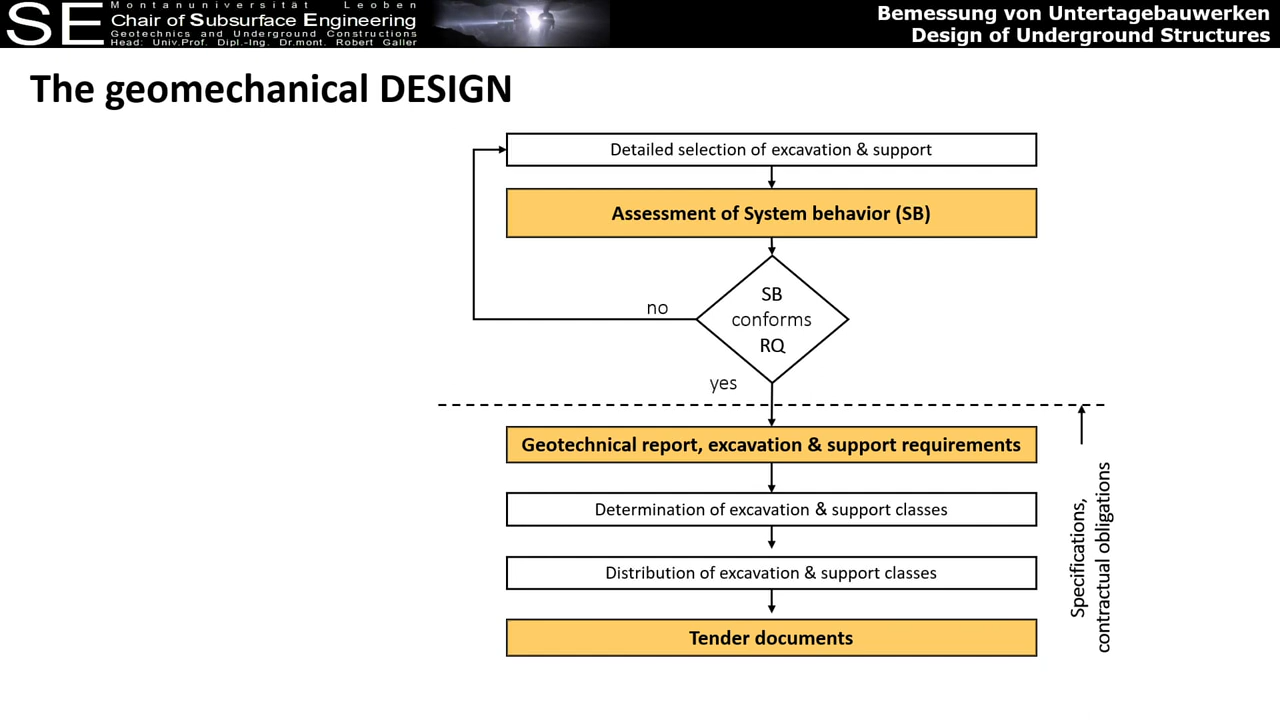 SE
Montanuniversität Leoben
Chair of Subsurface Engineering
Geotechnics and Underground Constructions
Head: Univ.Prof. Dipl.-Ing. Dr.mont. Robert Galler
Bemessung von Untertagebauwerken
Design of Underground Structures
The geomechanical DESIGN
Detailed selection of excavation & support
Assessment of System behavior (SB)
SB
conforms
RQ
no
yes
Geotechnical report, excavation & support requirements
Determination of excavation & support classes
Distribution of excavation & support classes
Tender documents
Specifications,
contractual obligations